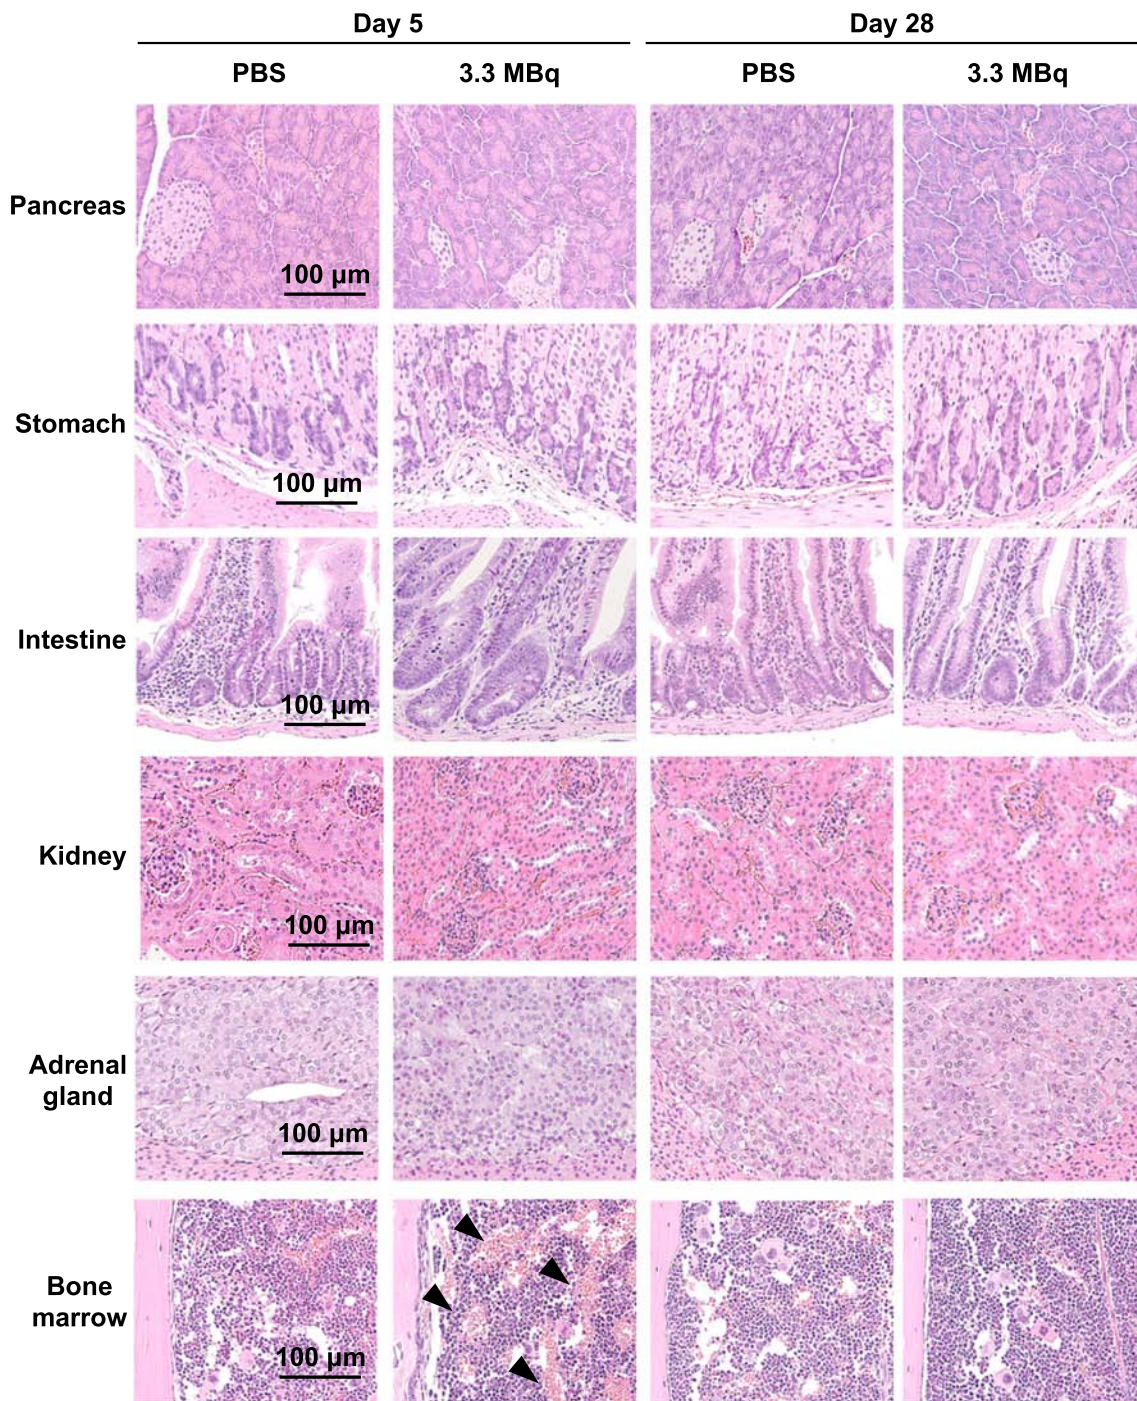 Day 5 Day 28
PBS 3.3 MBq PBS 3.3 MBq
Pancreas
100 µm
Stomach
100 µm
Intestine
100 µm
Kidney
100 µm
Adrenal
gland
100 µm
Bone
marrow
100 µm